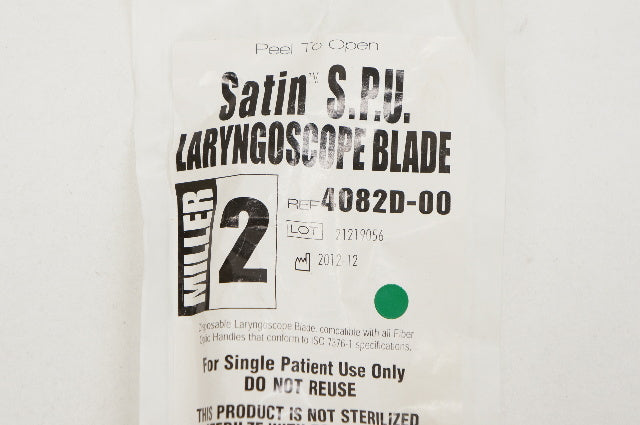 Peel To Open
Satin™ S.P.U.
LARYNGOSCOPE BLADE
MILLER
2
REF 4082D-00
LOT 21219056
2012-12
Disposable Laryngoscope Blade, compatible with all Fiber
Optic Handles that conform to ISO 7376-1 specifications.
For Single Patient Use Only
DO NOT REUSE
THIS PRODUCT IS NOT STERILIZED